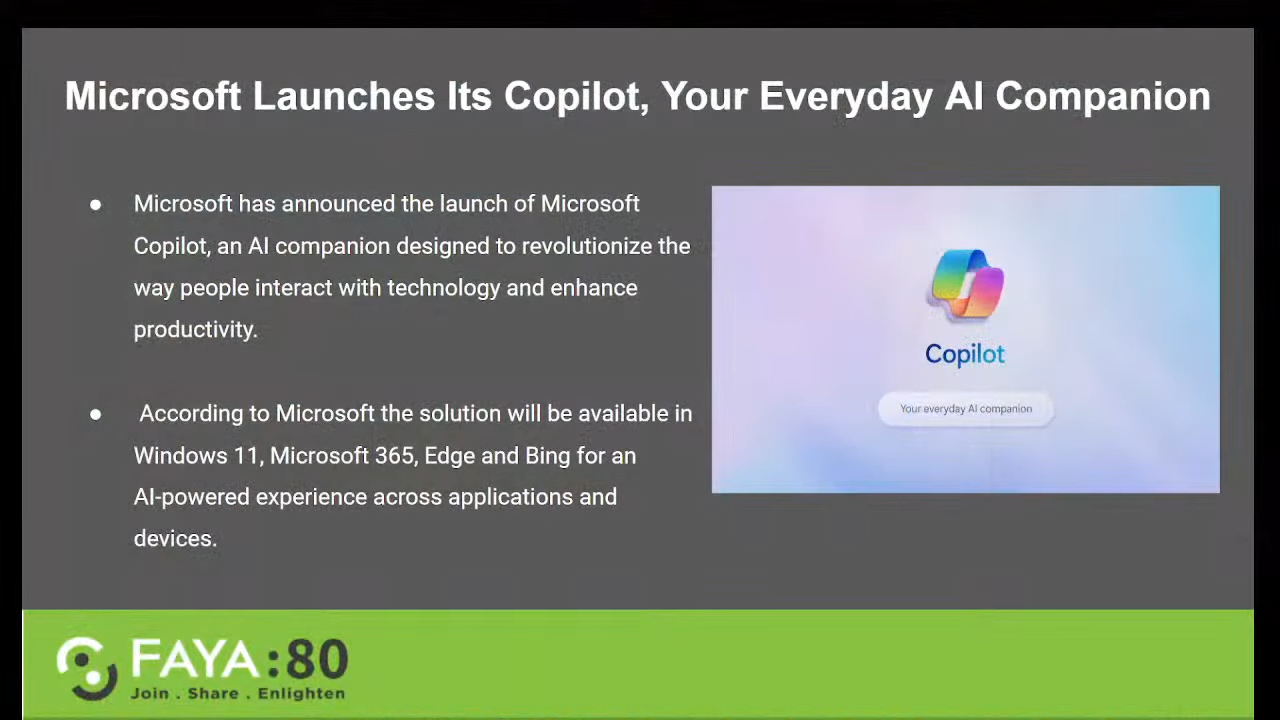 Microsoft Launches Its Copilot, Your Everyday AI Companion
● Microsoft has announced the launch of Microsoft
Copilot, an AI companion designed to revolutionize the
way people interact with technology and enhance
productivity.
● According to Microsoft the solution will be available in
Windows 11, Microsoft 365, Edge and Bing for an
AI-powered experience across applications and
devices.
Copilot
Your everyday AI companion
FAYA:80
Join . Share . Enlighten